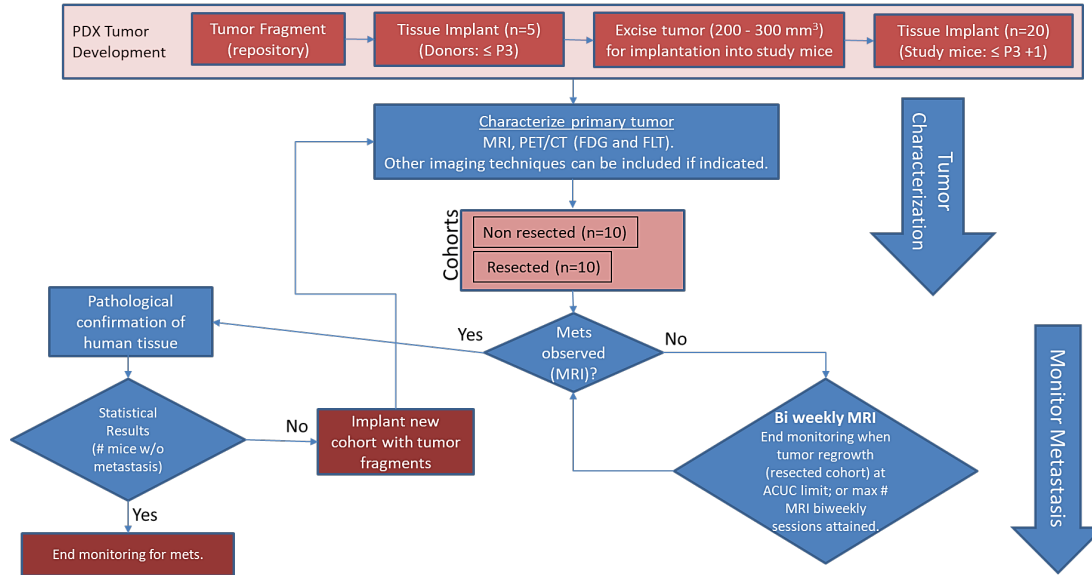 PDX Tumor
Development
Tumor Fragment
(repository)
Tissue Implant (n=5)
(Donors: ≤ P3)
Excise tumor (200 - 300 mm³)
for implantation into study mice
Tissue Implant (n=20)
(Study mice: ≤ P3 +1)
Characterize primary tumor
MRI, PET/CT (FDG and FLT).
Other imaging techniques can be included if indicated.
Tumor
Characterization
Cohorts
Non resected (n=10)
Resected (n=10)
Mets
observed
(MRI)?
Yes
No
Pathological
confirmation of
human tissue
Statistical
Results
(# mice w/o
metastasis)
No
Implant new
cohort with tumor
fragments
Yes
End monitoring for mets.
Bi weekly MRI
End monitoring when
tumor regrowth
(resected cohort) at
ACUC limit; or max #
MRI biweekly
sessions attained.
Monitor Metastasis